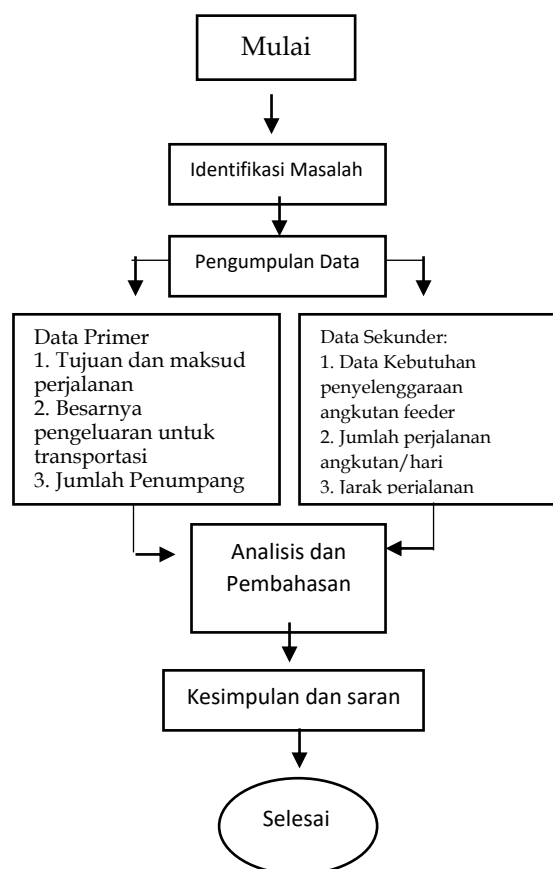 Mulai
Identifikasi Masalah
Pengumpulan Data
Data Primer
1. Tujuan dan maksud
perjalanan
2. Besarnya
pengeluaran untuk
transportasi
3. Jumlah Penumpang
Data Sekunder:
1. Data Kebutuhan
penyelenggaraan
angkutan feeder
2. Jumlah perjalanan
angkutan/hari
3. Jarak perjalanan
Analisis dan
Pembahasan
Kesimpulan dan saran
Selesai